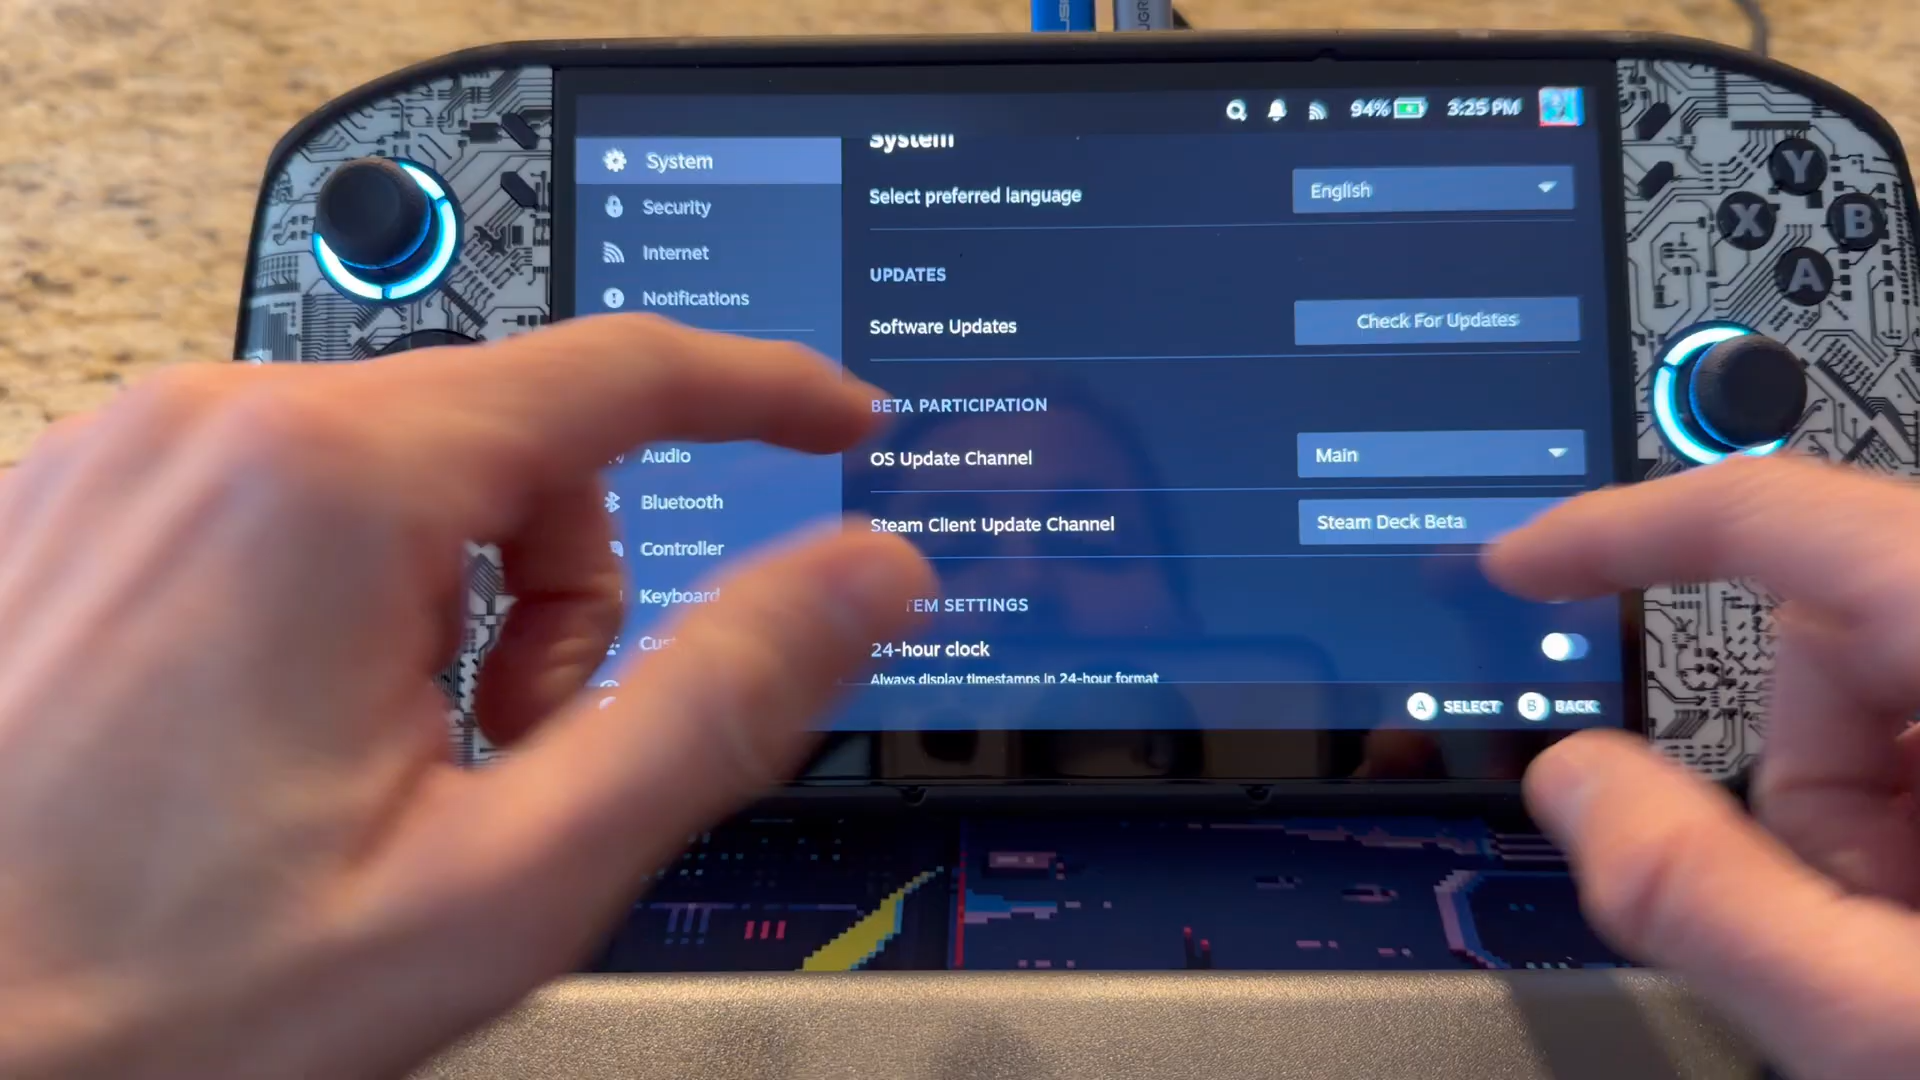 94% 3:25 PM
System
Security
Internet
Notifications
Audio
Bluetooth
Controller
Keyboard
System
Select preferred language
English
UPDATES
Software Updates
Check For Updates
BETA PARTICIPATION
OS Update Channel
Main
Steam Client Update Channel
Steam Deck Beta
TEM SETTINGS
24-hour clock
Always display timestamps in 24-hour format
A SELECT B BACK
Y
X
B
A